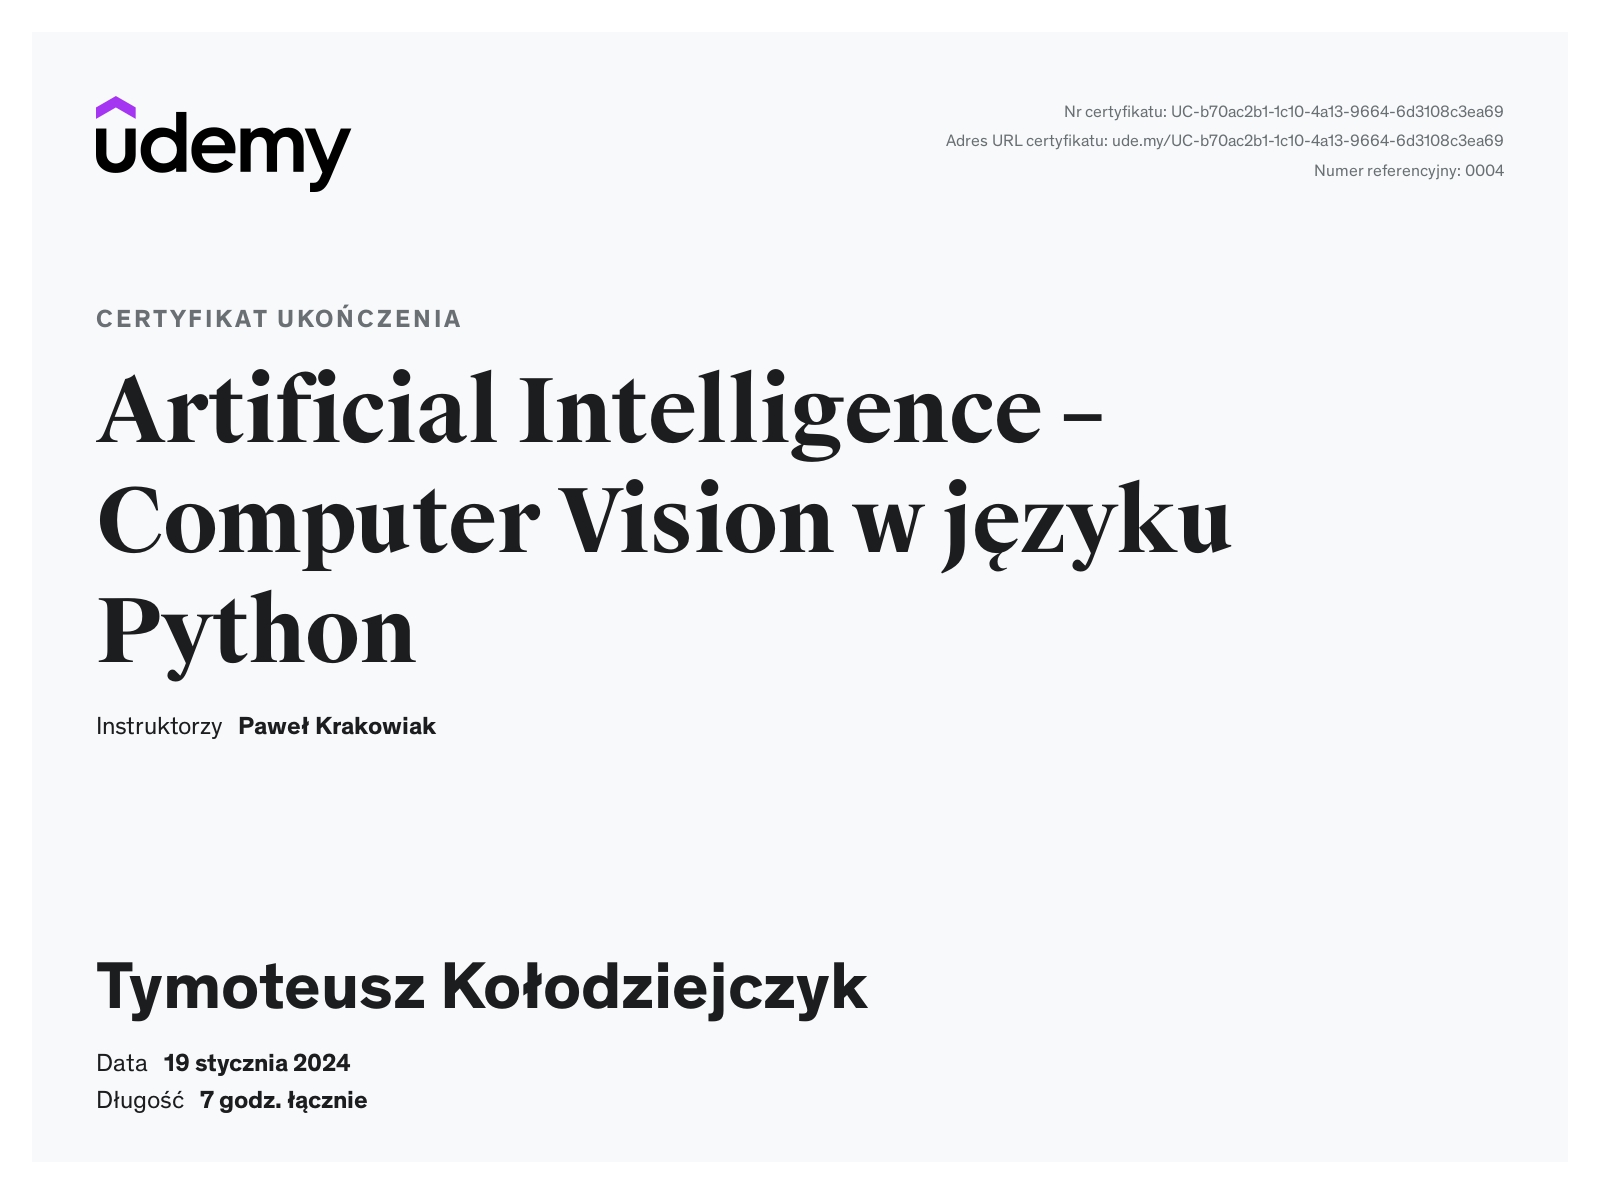 udemy
Nr certyfikatu: UC-b70ac2b1-1c10-4a13-9664-6d3108c3ea69
Adres URL certyfikatu: ude.my/UC-b70ac2b1-1c10-4a13-9664-6d3108c3ea69
Numer referencyjny: 0004
CERTYFIKAT UKOŃCZENIA
Artificial Intelligence –
Computer Vision w języku
Python
Instruktorzy Paweł Krakowiak
Tymoteusz Kołodziejczyk
Data 19 stycznia 2024
Długość 7 godz. łącznie